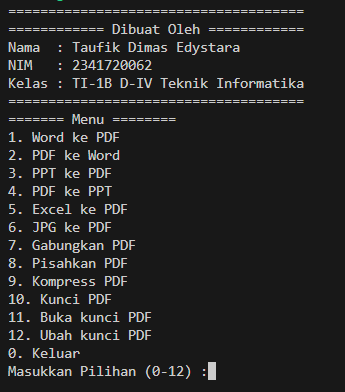 =====================================
============ Dibuat Oleh ============
Nama  : Taufik Dimas Edystara
NIM   : 2341720062
Kelas : TI-1B D-IV Teknik Informatika
=====================================
======= Menu ========
1. Word ke PDF
2. PDF ke Word
3. PPT ke PDF
4. PDF ke PPT
5. Excel ke PDF
6. JPG ke PDF
7. Gabungkan PDF
8. Pisahkan PDF
9. Kompress PDF
10. Kunci PDF
11. Buka kunci PDF
12. Ubah kunci PDF
0. Keluar
Masukkan Pilihan (0-12) :